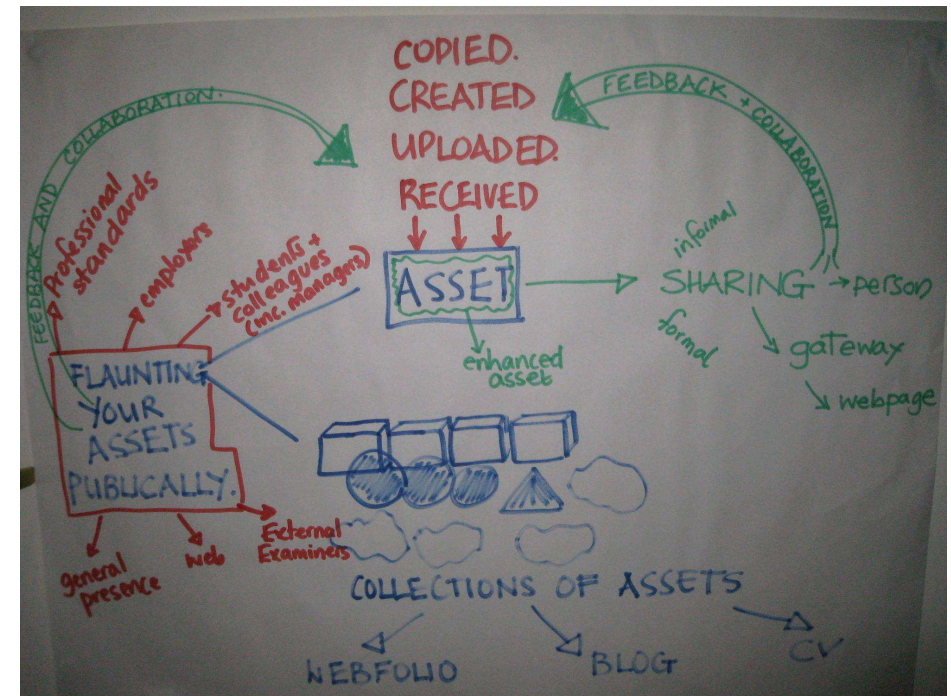 COPIED.
CREATED
UPLOADED.
RECEIVED
FEEDBACK AND COLLABORATION.
FEEDBACK + COLLABORATION
Professional
standards
employers
students +
colleagues
(inc. managers)
ASSET
enhanced
asset
informal
SHARING
formal
person
gateway
webpage
FLAUNTING
YOUR
ASSETS
PUBLICALLY.
general
presence
web
External
Examiners
COLLECTIONS OF ASSETS
WEBFOLIO
BLOG
CV